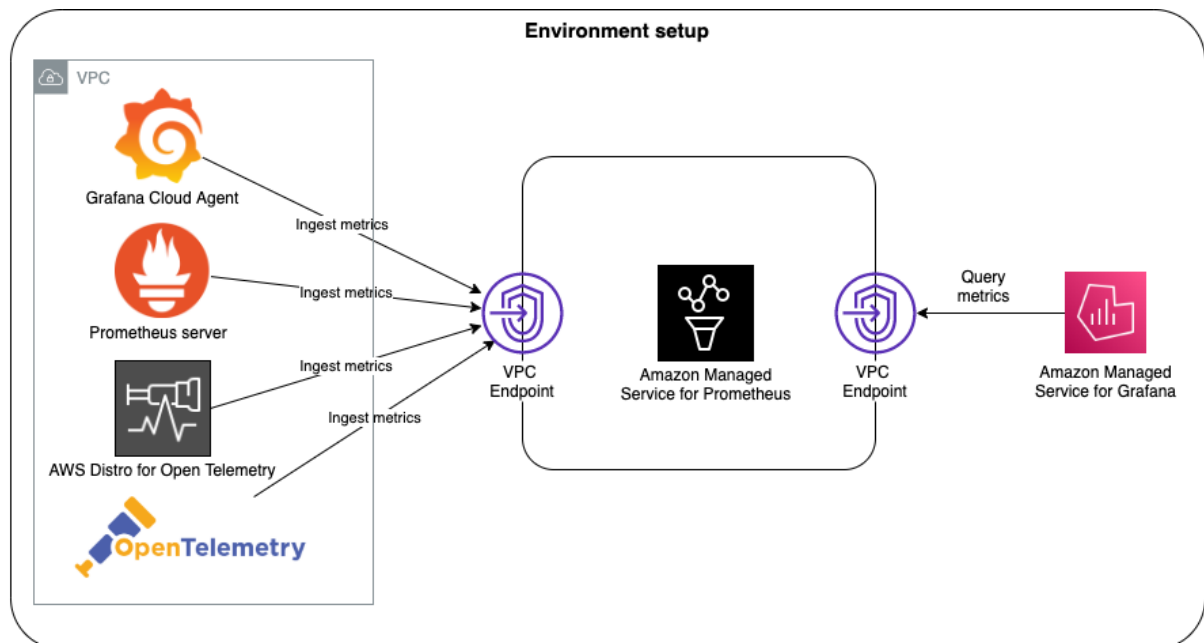 Environment setup
VPC
Grafana Cloud Agent
Ingest metrics
Prometheus server
Ingest metrics
AWS Distro for Open Telemetry
Ingest metrics
OpenTelemetry
Ingest metrics
VPC
Endpoint
Amazon Managed
Service for Prometheus
VPC
Endpoint
Query
metrics
Amazon Managed
Service for Grafana